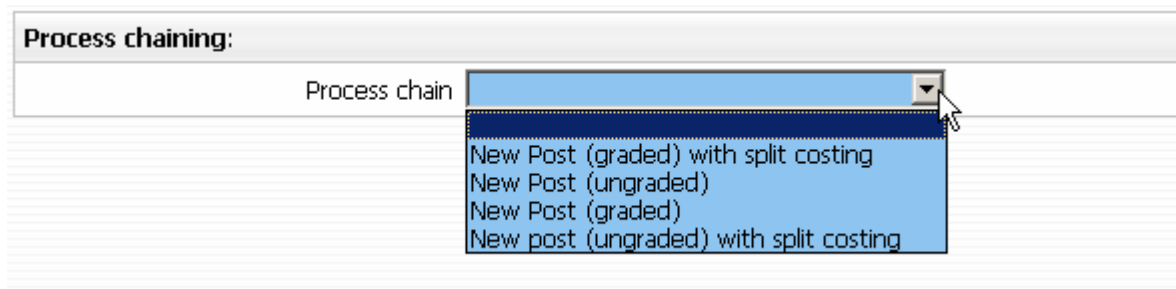 Process chaining:
Process chain
New Post (graded) with split costing
New Post (ungraded)
New Post (graded)
New post (ungraded) with split costing